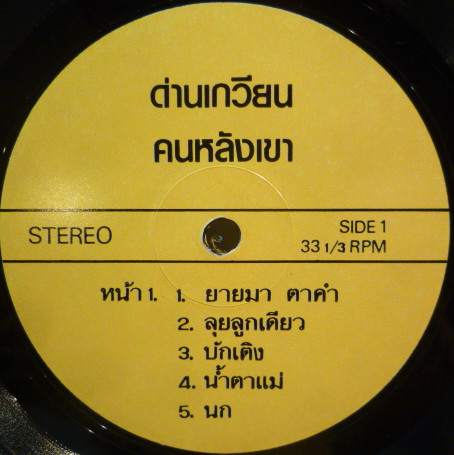 ด่านเกวียน
คนหลังเขา
STEREO
SIDE 1
33 1/3 RPM
หน้า 1. 1. ยายมา ตาคำ
2. ลุยลูกเดียว
3. บักเติง
4. น้ำตาแม่
5. นก